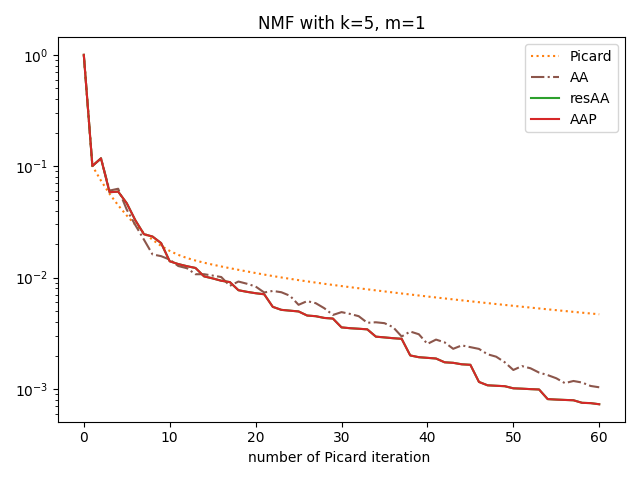 NMF with k=5, m=1
Picard
AA
resAA
AAP
10⁰
10⁻¹
10⁻²
10⁻³
0 10 20 30 40 50 60
number of Picard iteration